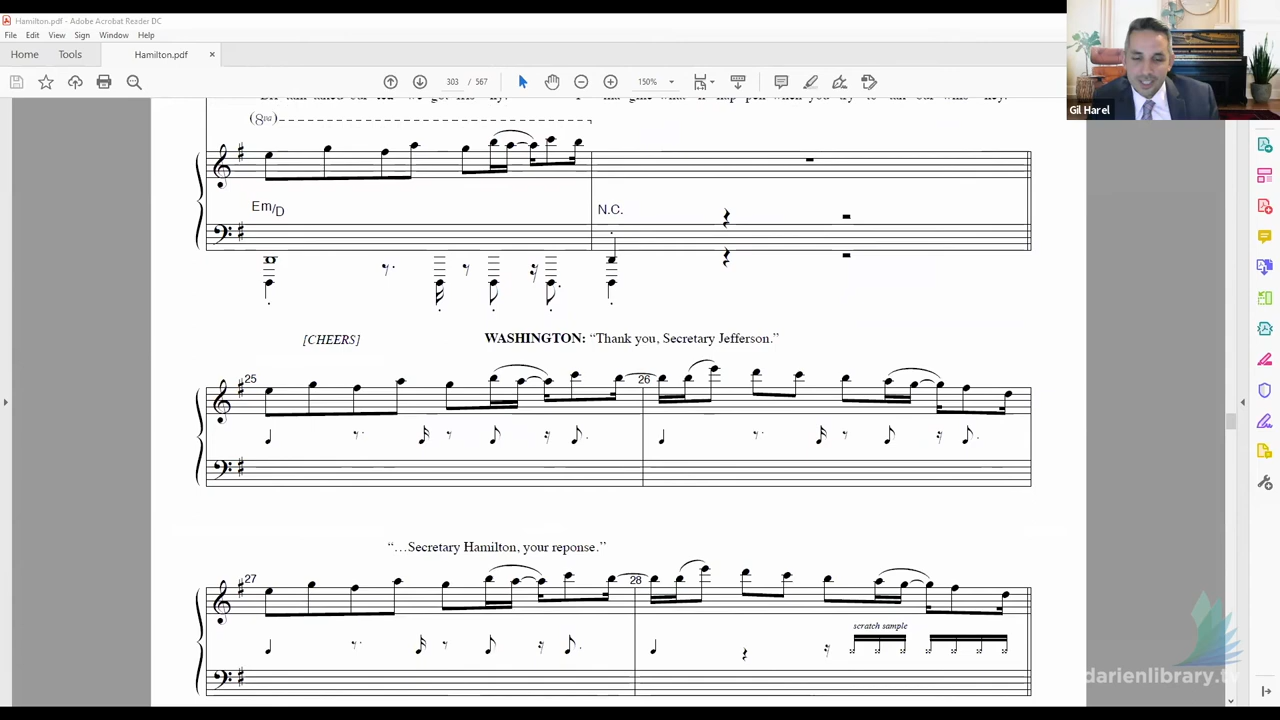 Hamilton.pdf - Adobe Acrobat Reader DC
File Edit View Sign Window Help
Home Tools Hamilton.pdf ×
303 / 567 150%
Gil Harel
(8va)
Em/D N.C.
[CHEERS] WASHINGTON: “Thank you, Secretary Jefferson.”
25 26
“…Secretary Hamilton, your reponse.”
27 28
scratch sample
darienlibrary.tv